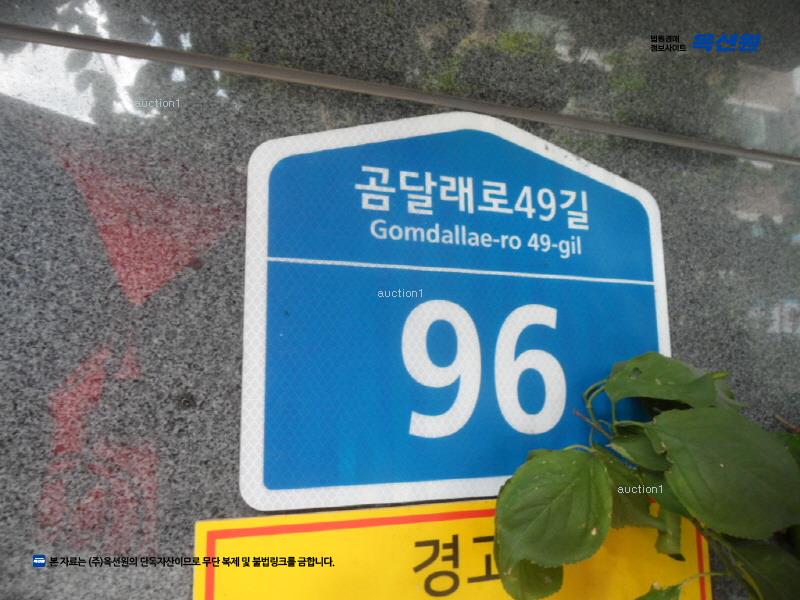 법원경매
정보사이트 옥션원
auction1
곰달래로49길
Gomdallae-ro 49-gil
auction1
96
auction1
경고
본 자료는 (주)옥션원의 단독자산이므로 무단 복제 및 불법링크를 금합니다.